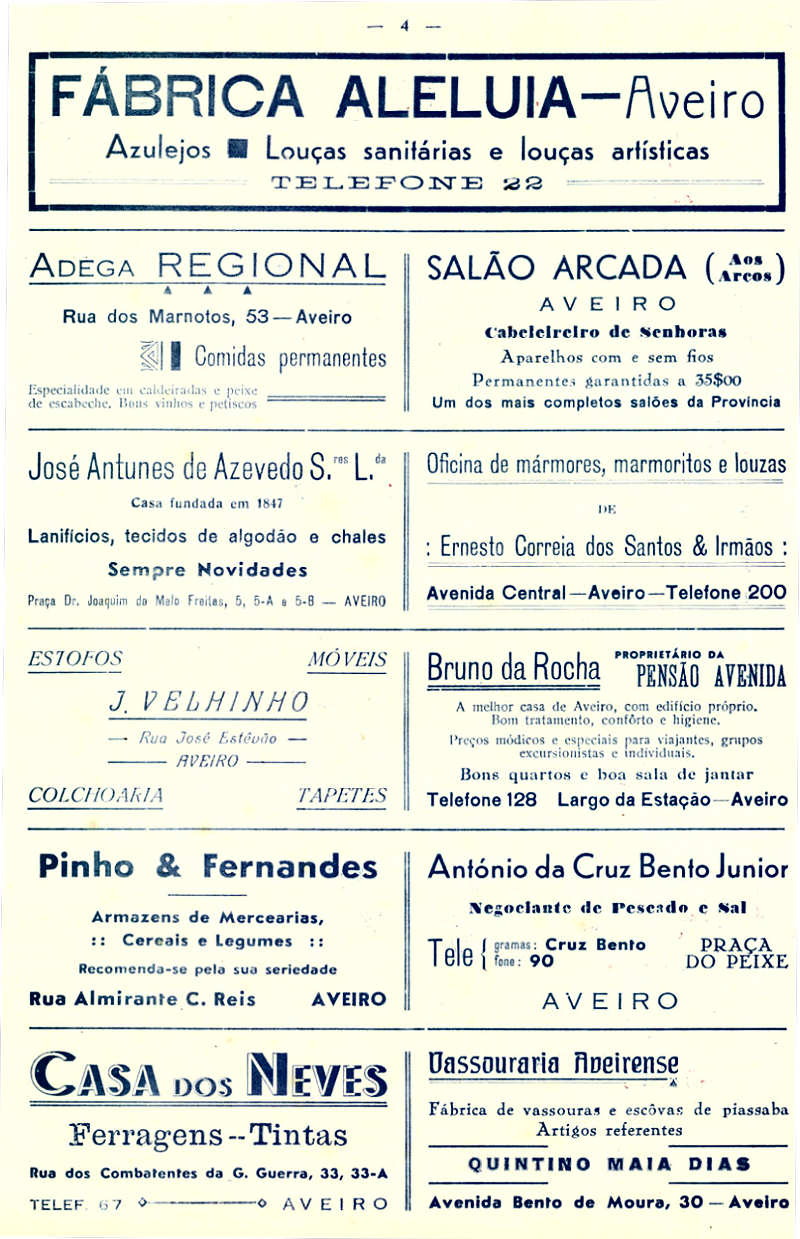 — 4 —
FÁBRICA ALELUIA—Aveiro
Azulejos ■ Louças sanitárias e louças artísticas
TELEFONE 22
ADEGA REGIONAL
Rua dos Marnotos, 53—Aveiro
Comidas permanentes
Especialidade em caldeiradas e peixe
de escabeche. Bons vinhos e petiscos
SALÃO ARCADA (Aos Arcos)
AVEIRO
Cabeleireiro de Senhoras
Aparelhos com e sem fios
Permanentes garantidas a 35$00
Um dos mais completos salões da Província
José Antunes de Azevedo S.res L.da
Casa fundada em 1847
Lanifícios, tecidos de algodão e chales
Sempre Novidades
Praça Dr. Joaquim de Melo Freitas, 5, 5-A e 5-B — AVEIRO
Oficina de mármores, marmoritos e louzas
DE
: Ernesto Correia dos Santos & Irmãos :
Avenida Central—Aveiro—Telefone 200
ESTOFOS MÓVEIS
J. VELHINHO
— Rua José Estêvão —
AVEIRO
COLCHOARIA TAPETES
Bruno da Rocha PROPRIETÁRIO DA
PENSÃO AVENIDA
A melhor casa de Aveiro, com edifício próprio.
Bom tratamento, confôrto e higiene.
Preços módicos e especiais para viajantes, grupos
excursionistas e individuais.
Bons quartos e boa sala de jantar
Telefone 128 Largo da Estação—Aveiro
Pinho & Fernandes
Armazens de Mercearias,
:: Cereais e Legumes ::
Recomenda-se pela sua seriedade
Rua Almirante C. Reis AVEIRO
António da Cruz Bento Junior
Negociante de Pescado e Sal
Tele { gramas: Cruz Bento
fone: 90
PRAÇA
DO PEIXE
AVEIRO
CASA DOS NEVES
Ferragens--Tintas
Rua dos Combatentes da G. Guerra, 33, 33-A
TELEF. 67 AVEIRO
Vassouraria Aveirense
Fábrica de vassouras e escôvas de piassaba
Artigos referentes
QUINTINO MAIA DIAS
Avenida Bento de Moura, 30 — Aveiro